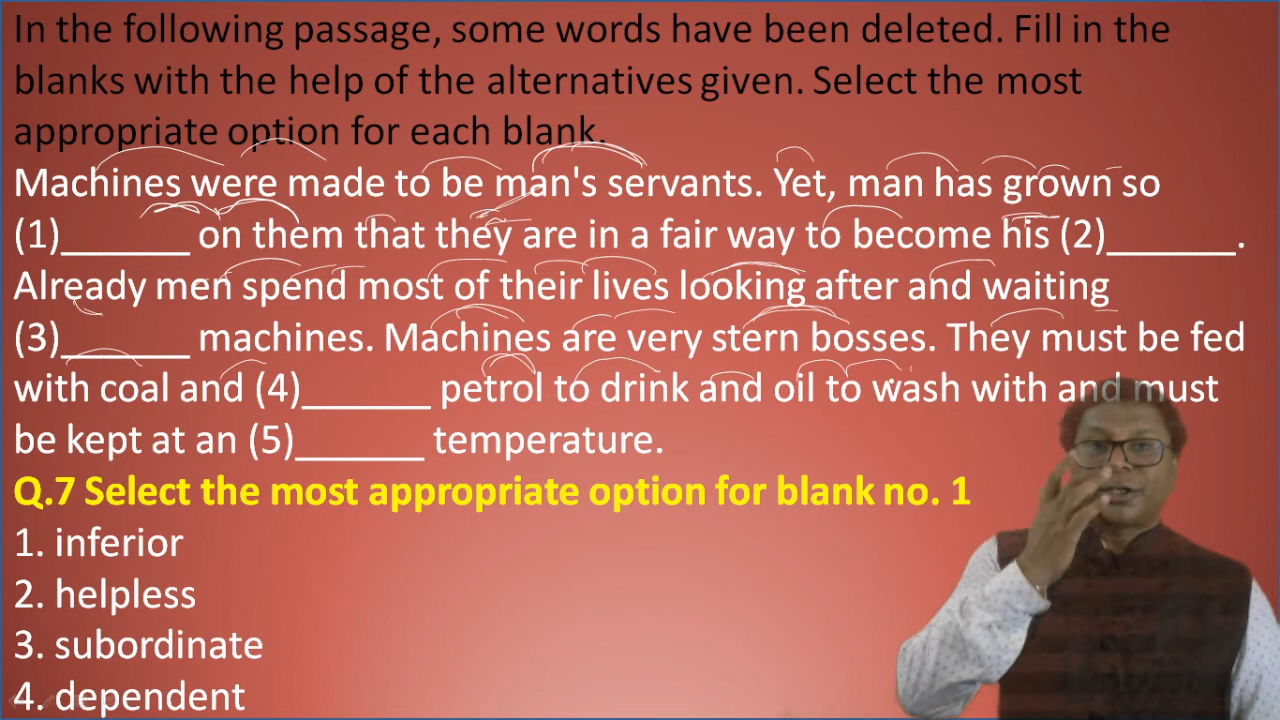 In the following passage, some words have been deleted. Fill in the
blanks with the help of the alternatives given. Select the most
appropriate option for each blank.
Machines were made to be man's servants. Yet, man has grown so
(1)______ on them that they are in a fair way to become his (2)______.
Already men spend most of their lives looking after and waiting
(3)______ machines. Machines are very stern bosses. They must be fed
with coal and (4)______ petrol to drink and oil to wash with and must
be kept at an (5)______ temperature.
Q.7 Select the most appropriate option for blank no. 1
1. inferior
2. helpless
3. subordinate
4. dependent